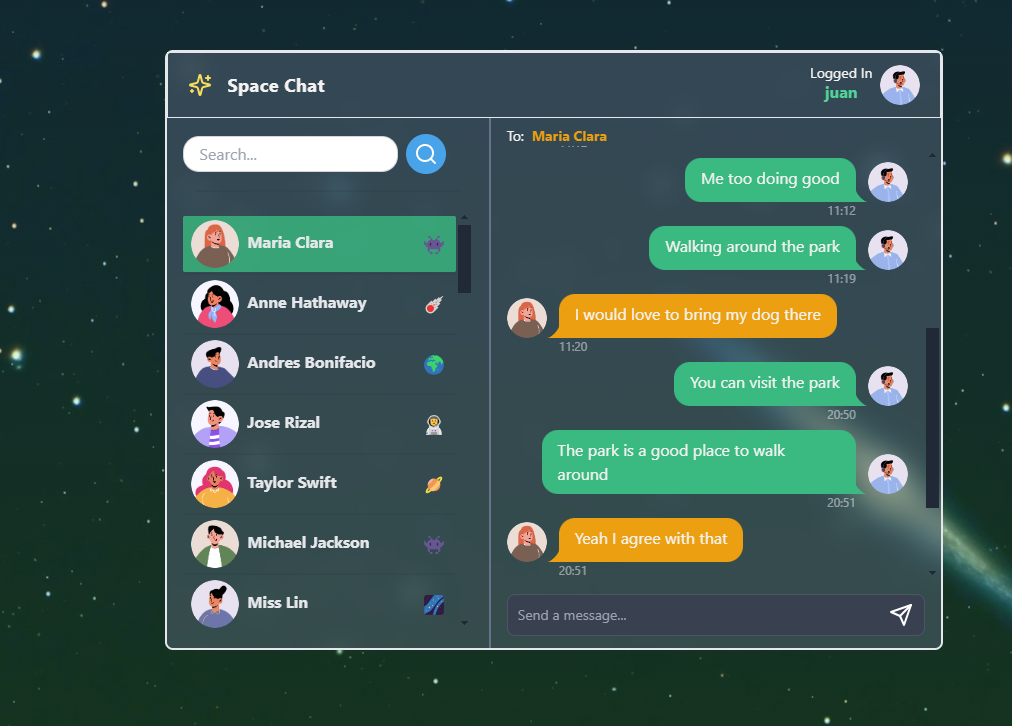 Space Chat
Logged In
juan
Search...
Maria Clara
Anne Hathaway
Andres Bonifacio
Jose Rizal
Taylor Swift
Michael Jackson
Miss Lin
To: Maria Clara
Me too doing good
11:12
Walking around the park
11:19
I would love to bring my dog there
11:20
You can visit the park
20:50
The park is a good place to walk
around
20:51
Yeah I agree with that
20:51
Send a message...